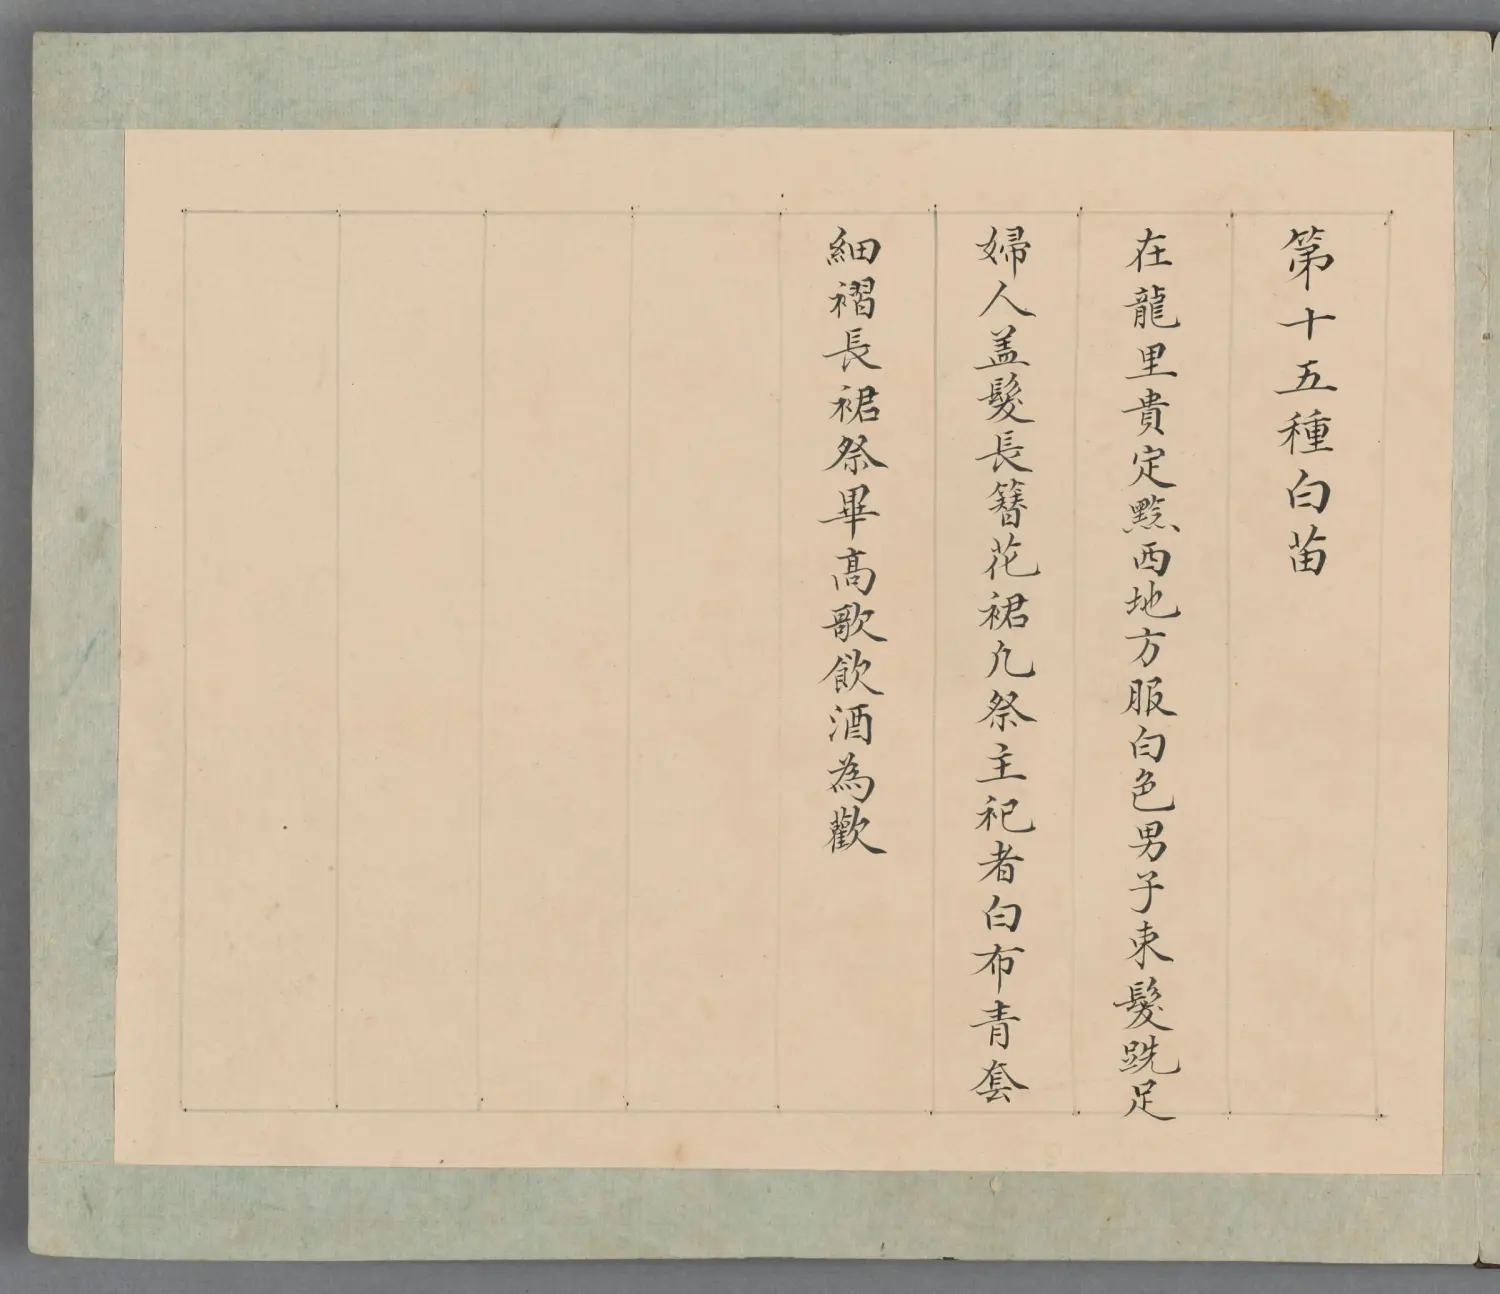 第十五種白苗
在龍里貴定黔西地方服白色男子束髮跣足
婦人盖髮長簪花裙凢祭主祀者白布青套
細褶長裙祭畢髙歌飲酒為歡